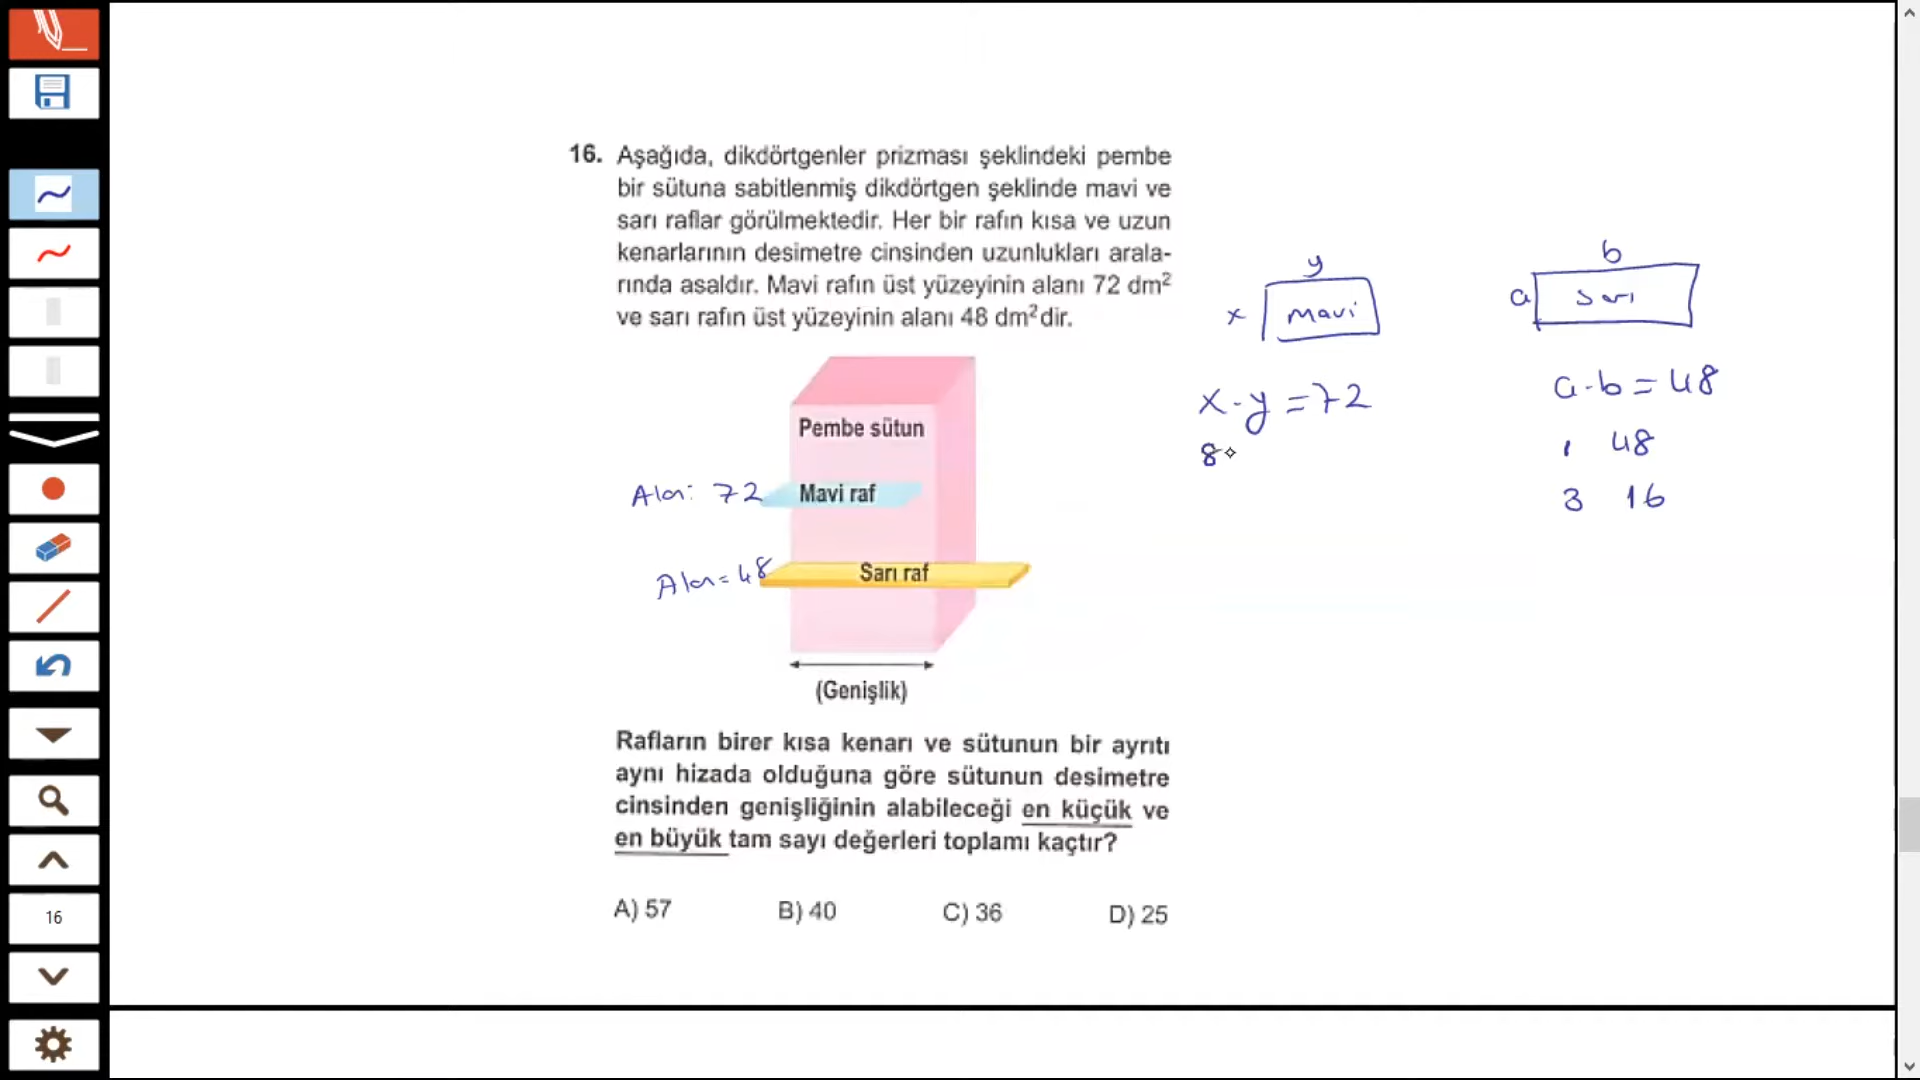 16. Aşağıda, dikdörtgenler prizması şeklindeki pembe
bir sütuna sabitlenmiş dikdörtgen şeklinde mavi ve
sarı raflar görülmektedir. Her bir rafın kısa ve uzun
kenarlarının desimetre cinsinden uzunlukları arala-
rında asaldır. Mavi rafın üst yüzeyinin alanı 72 dm²
ve sarı rafın üst yüzeyinin alanı 48 dm² dir.
Pembe sütun
Alan: 72
Mavi raf
Alan = 48
Sarı raf
(Genişlik)
y
x
mavi
x · y = 72
8
b
a
sarı
a · b = 48
1 48
3 16
Rafların birer kısa kenarı ve sütunun bir ayrıtı
aynı hizada olduğuna göre sütunun desimetre
cinsinden genişliğinin alabileceği en küçük ve
en büyük tam sayı değerleri toplamı kaçtır?
A) 57 B) 40 C) 36 D) 25
16